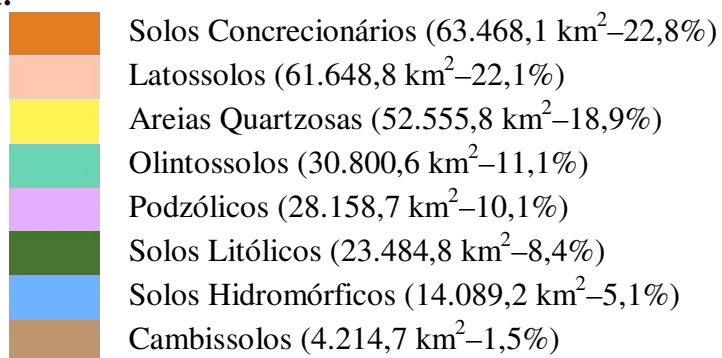 Solos Concrecionários (63.468,1 km²–22,8%)
Latossolos (61.648,8 km²–22,1%)
Areias Quartzosas (52.555,8 km²–18,9%)
Olintossolos (30.800,6 km²–11,1%)
Podzólicos (28.158,7 km²–10,1%)
Solos Litólicos (23.484,8 km²–8,4%)
Solos Hidromórficos (14.089,2 km²–5,1%)
Cambissolos (4.214,7 km²–1,5%)